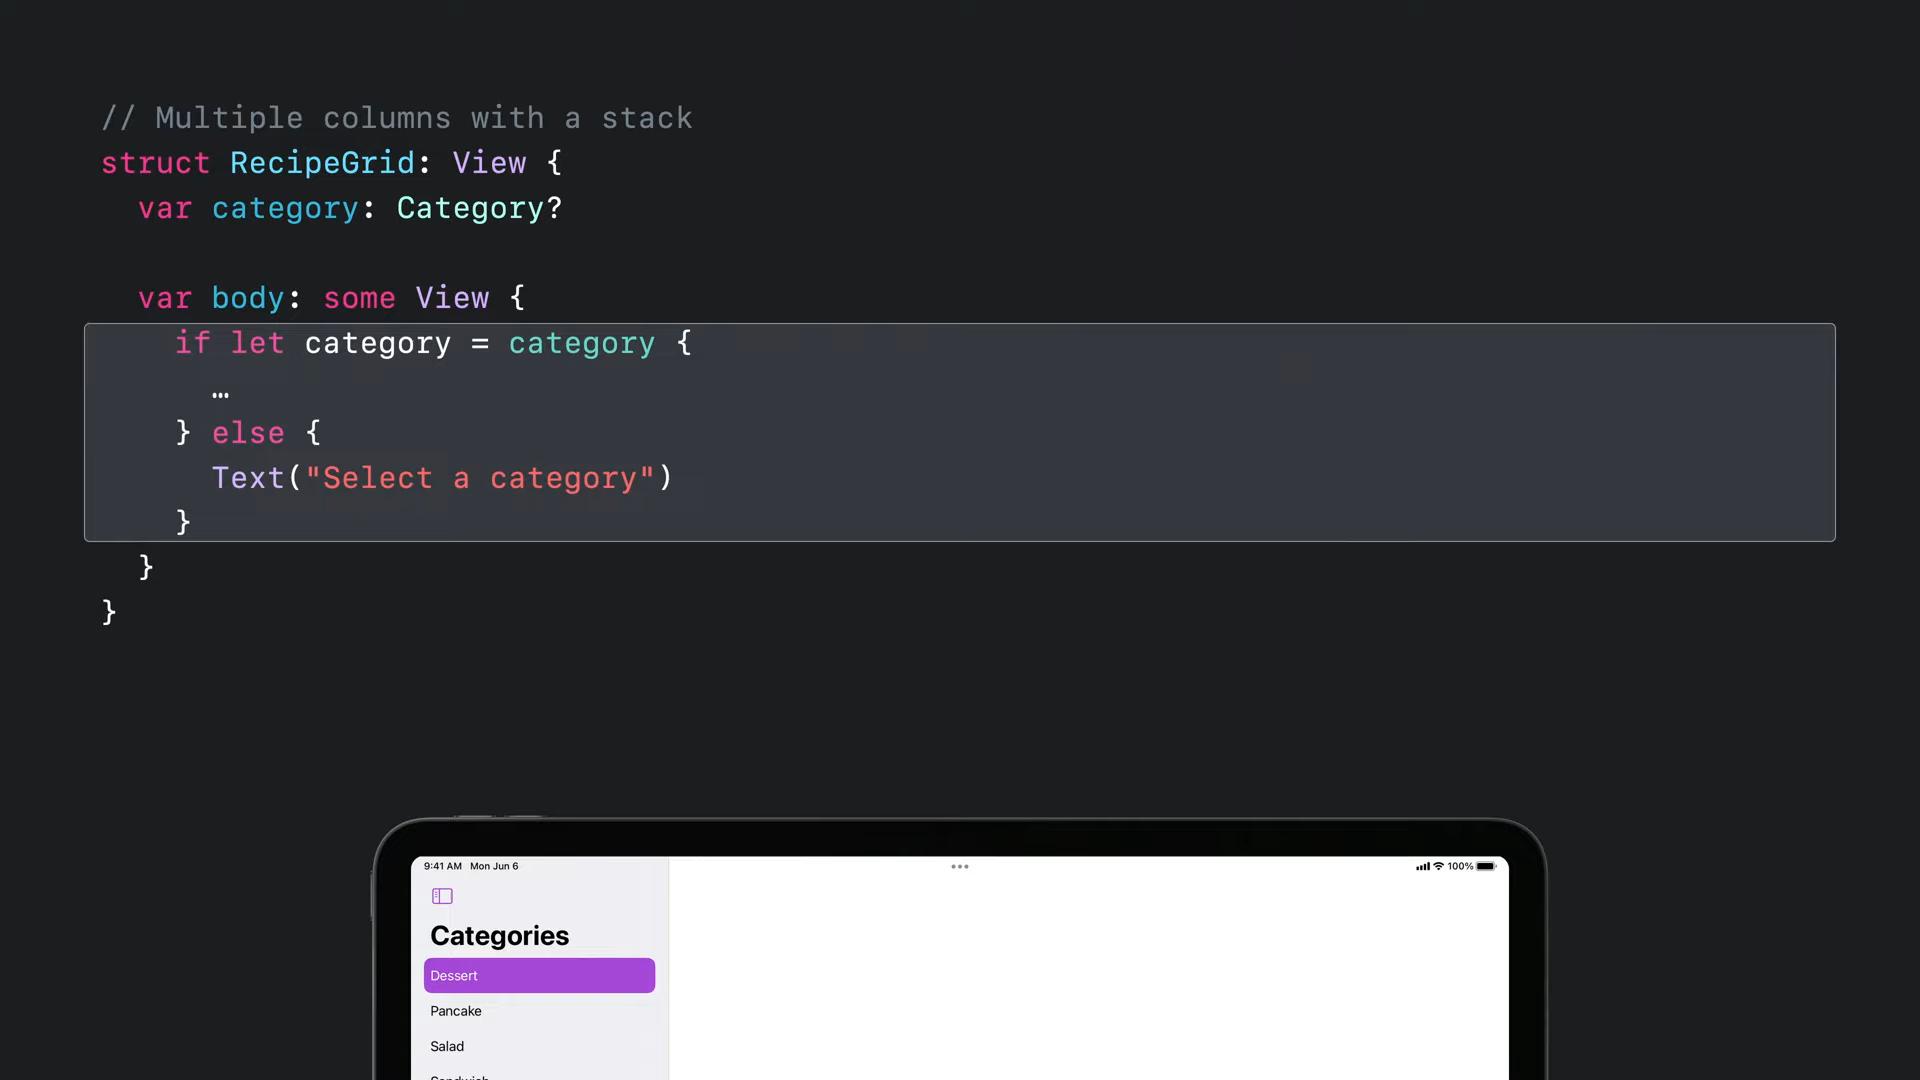 // Multiple columns with a stack
struct RecipeGrid: View {
  var category: Category?

  var body: some View {
    if let category = category {
      …
    } else {
      Text("Select a category")
    }
  }
}
9:41 AM Mon Jun 6
100%
Categories
Dessert
Pancake
Salad